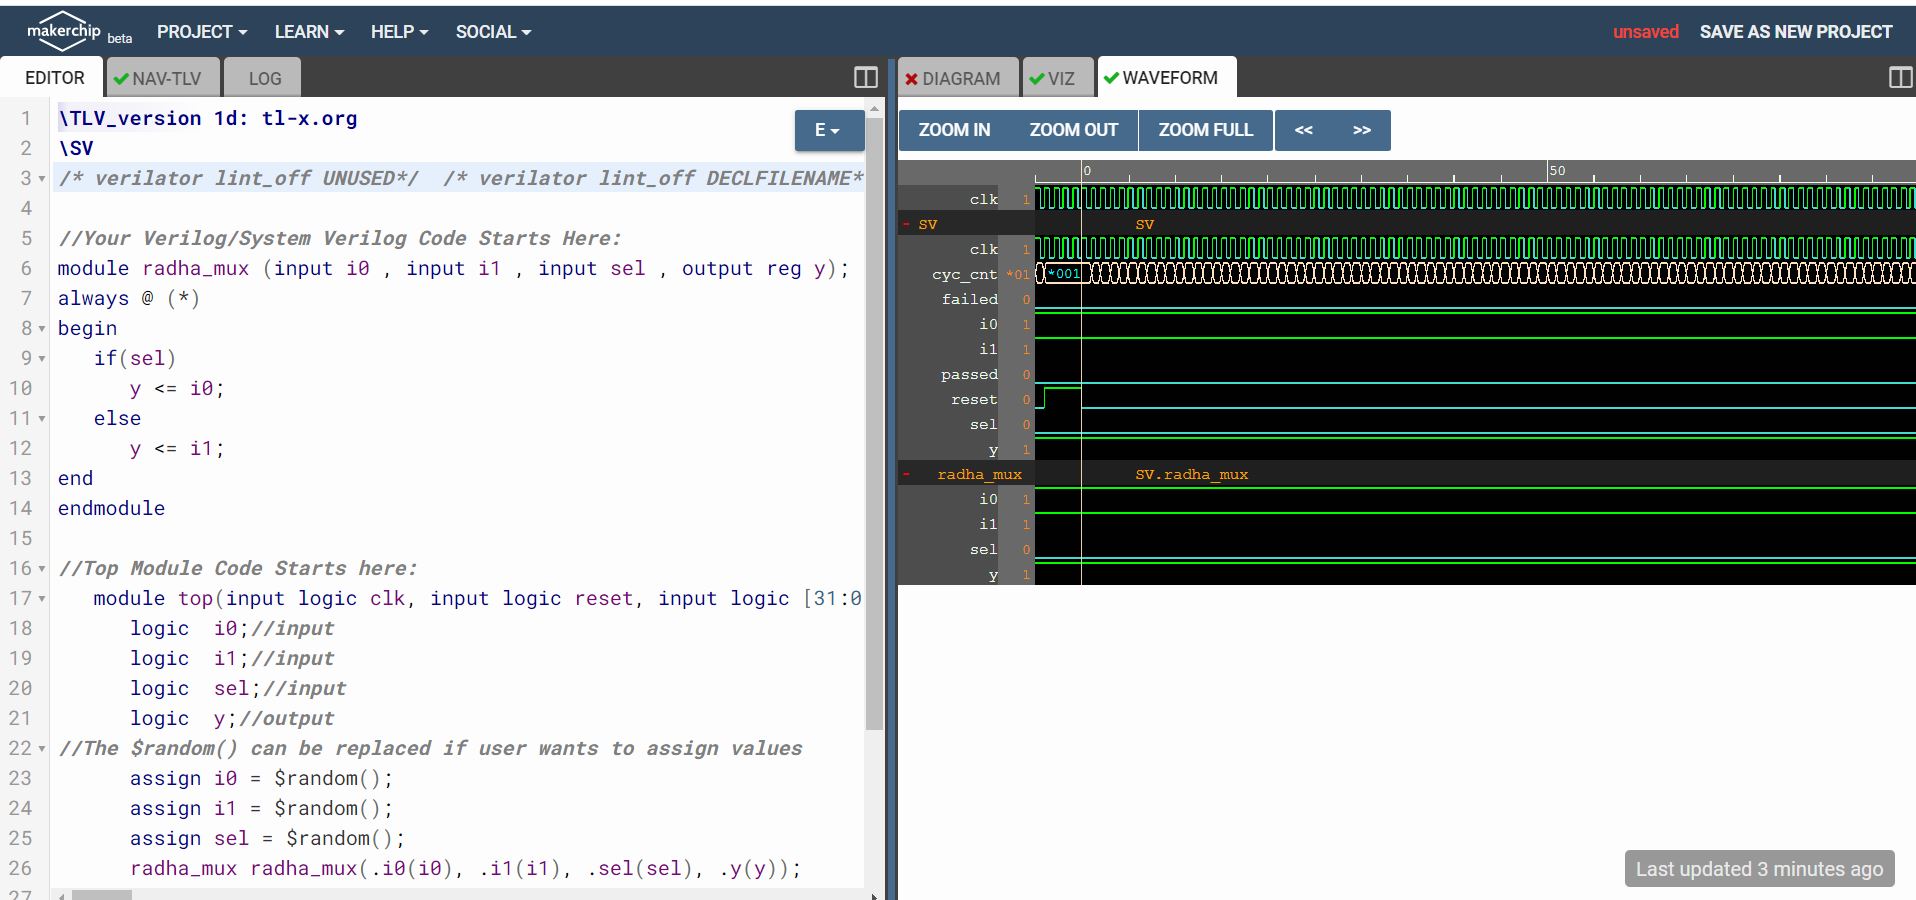 makerchip beta PROJECT LEARN HELP SOCIAL unsaved SAVE AS NEW PROJECT
EDITOR NAV-TLV LOG
1 \TLV_version 1d: tl-x.org
2 \SV
3 /* verilator lint_off UNUSED*/  /* verilator lint_off DECLFILENAME*
4
5 //Your Verilog/System Verilog Code Starts Here:
6 module radha_mux (input i0 , input i1 , input sel , output reg y);
7 always @ (*)
8 begin
9 if(sel)
10 y <= i0;
11 else
12 y <= i1;
13 end
14 endmodule
15
16 //Top Module Code Starts here:
17 module top(input logic clk, input logic reset, input logic [31:0
18 logic  i0;//input
19 logic  i1;//input
20 logic  sel;//input
21 logic  y;//output
22 //The $random() can be replaced if user wants to assign values
23 assign i0 = $random();
24 assign i1 = $random();
25 assign sel = $random();
26 radha_mux radha_mux(.i0(i0), .i1(i1), .sel(sel), .y(y));
27
E
DIAGRAM VIZ WAVEFORM
ZOOM IN ZOOM OUT ZOOM FULL << >>
0 50
clk 1
- SV SV
clk 1
cyc_cnt *01 *001
failed 0
i0 1
i1 1
passed 0
reset 0
sel 0
y 1
- radha_mux SV.radha_mux
i0 1
i1 1
sel 0
y 1
Last updated 3 minutes ago